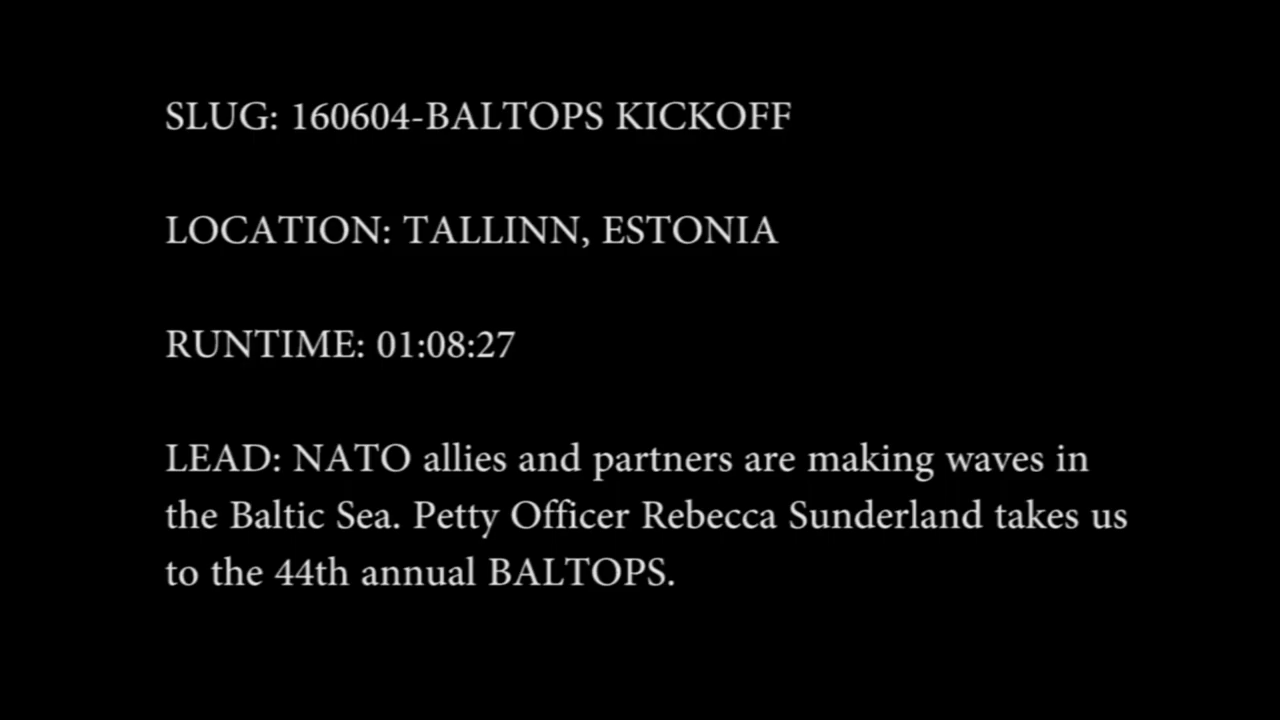 SLUG: 160604-BALTOPS KICKOFF
LOCATION: TALLINN, ESTONIA
RUNTIME: 01:08:27
LEAD: NATO allies and partners are making waves in
the Baltic Sea. Petty Officer Rebecca Sunderland takes us
to the 44th annual BALTOPS.